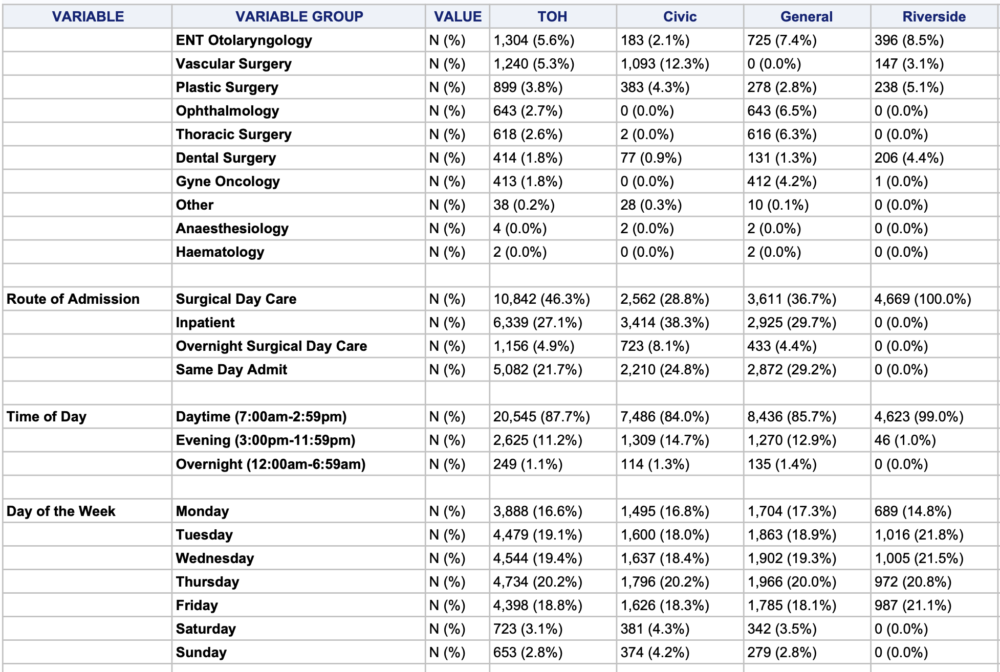 VARIABLE VARIABLE GROUP VALUE TOH Civic General Riverside
ENT Otolaryngology N (%) 1,304 (5.6%) 183 (2.1%) 725 (7.4%) 396 (8.5%)
Vascular Surgery N (%) 1,240 (5.3%) 1,093 (12.3%) 0 (0.0%) 147 (3.1%)
Plastic Surgery N (%) 899 (3.8%) 383 (4.3%) 278 (2.8%) 238 (5.1%)
Ophthalmology N (%) 643 (2.7%) 0 (0.0%) 643 (6.5%) 0 (0.0%)
Thoracic Surgery N (%) 618 (2.6%) 2 (0.0%) 616 (6.3%) 0 (0.0%)
Dental Surgery N (%) 414 (1.8%) 77 (0.9%) 131 (1.3%) 206 (4.4%)
Gyne Oncology N (%) 413 (1.8%) 0 (0.0%) 412 (4.2%) 1 (0.0%)
Other N (%) 38 (0.2%) 28 (0.3%) 10 (0.1%) 0 (0.0%)
Anaesthesiology N (%) 4 (0.0%) 2 (0.0%) 2 (0.0%) 0 (0.0%)
Haematology N (%) 2 (0.0%) 0 (0.0%) 2 (0.0%) 0 (0.0%)
Route of Admission Surgical Day Care N (%) 10,842 (46.3%) 2,562 (28.8%) 3,611 (36.7%) 4,669 (100.0%)
Inpatient N (%) 6,339 (27.1%) 3,414 (38.3%) 2,925 (29.7%) 0 (0.0%)
Overnight Surgical Day Care N (%) 1,156 (4.9%) 723 (8.1%) 433 (4.4%) 0 (0.0%)
Same Day Admit N (%) 5,082 (21.7%) 2,210 (24.8%) 2,872 (29.2%) 0 (0.0%)
Time of Day Daytime (7:00am-2:59pm) N (%) 20,545 (87.7%) 7,486 (84.0%) 8,436 (85.7%) 4,623 (99.0%)
Evening (3:00pm-11:59pm) N (%) 2,625 (11.2%) 1,309 (14.7%) 1,270 (12.9%) 46 (1.0%)
Overnight (12:00am-6:59am) N (%) 249 (1.1%) 114 (1.3%) 135 (1.4%) 0 (0.0%)
Day of the Week Monday N (%) 3,888 (16.6%) 1,495 (16.8%) 1,704 (17.3%) 689 (14.8%)
Tuesday N (%) 4,479 (19.1%) 1,600 (18.0%) 1,863 (18.9%) 1,016 (21.8%)
Wednesday N (%) 4,544 (19.4%) 1,637 (18.4%) 1,902 (19.3%) 1,005 (21.5%)
Thursday N (%) 4,734 (20.2%) 1,796 (20.2%) 1,966 (20.0%) 972 (20.8%)
Friday N (%) 4,398 (18.8%) 1,626 (18.3%) 1,785 (18.1%) 987 (21.1%)
Saturday N (%) 723 (3.1%) 381 (4.3%) 342 (3.5%) 0 (0.0%)
Sunday N (%) 653 (2.8%) 374 (4.2%) 279 (2.8%) 0 (0.0%)